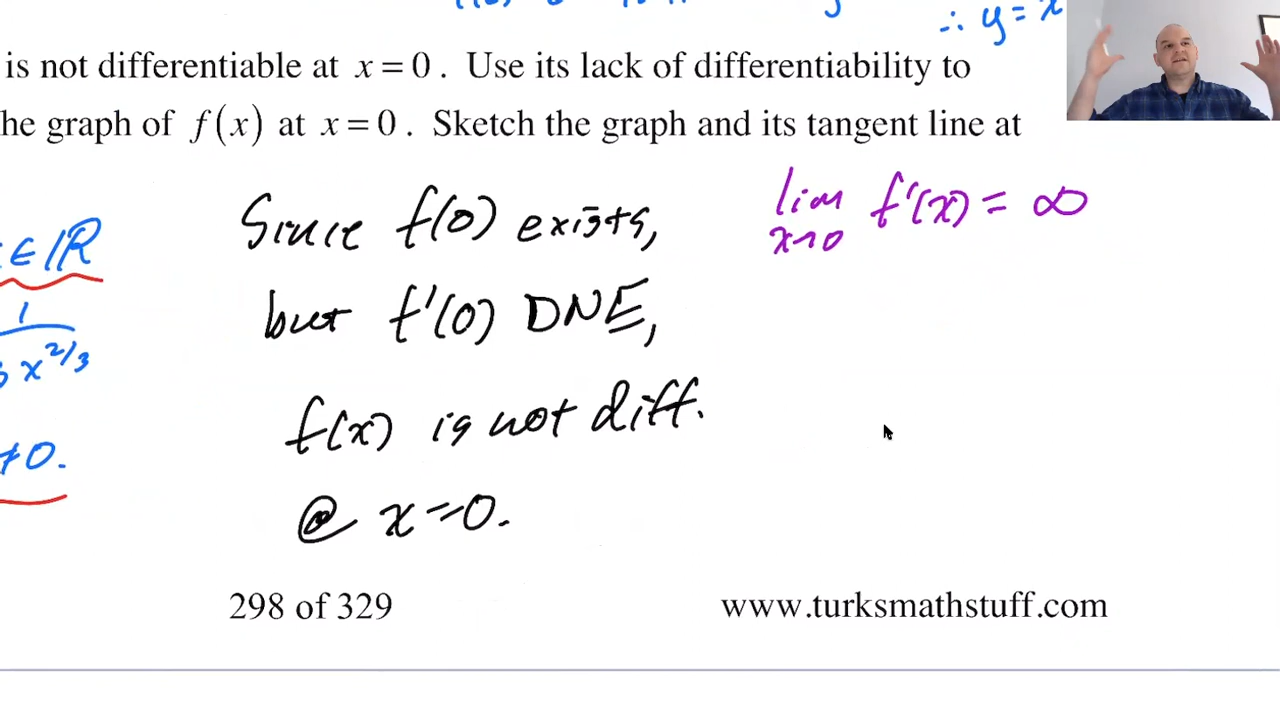 ∴ y = x
is not differentiable at x = 0 . Use its lack of differentiability to
he graph of f(x) at x = 0 . Sketch the graph and its tangent line at
Since f(0) exists,
but f'(0) DNE,
f(x) is not diff.
@ x = 0.
lim f'(x) = ∞
x→0
∈ ℝ
1
x^2/3
≠0.
298 of 329
www.turksmathstuff.com